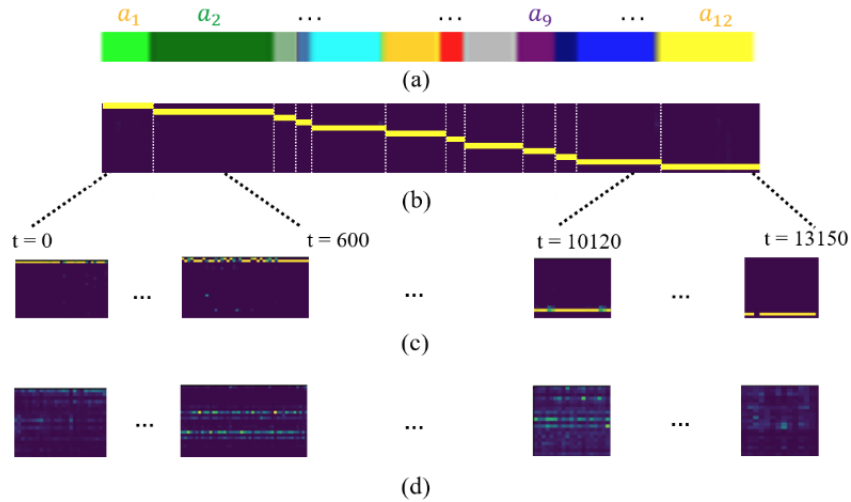 a₁ a₂ ... ... a₉ ... a₁₂
(a)
(b)
t = 0 t = 600 t = 10120 t = 13150
... ... ...
(c)
... ... ...
(d)